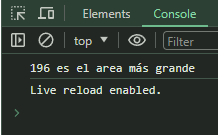 Elements
Console
top
Filter
196 es el area más grande
Live reload enabled.